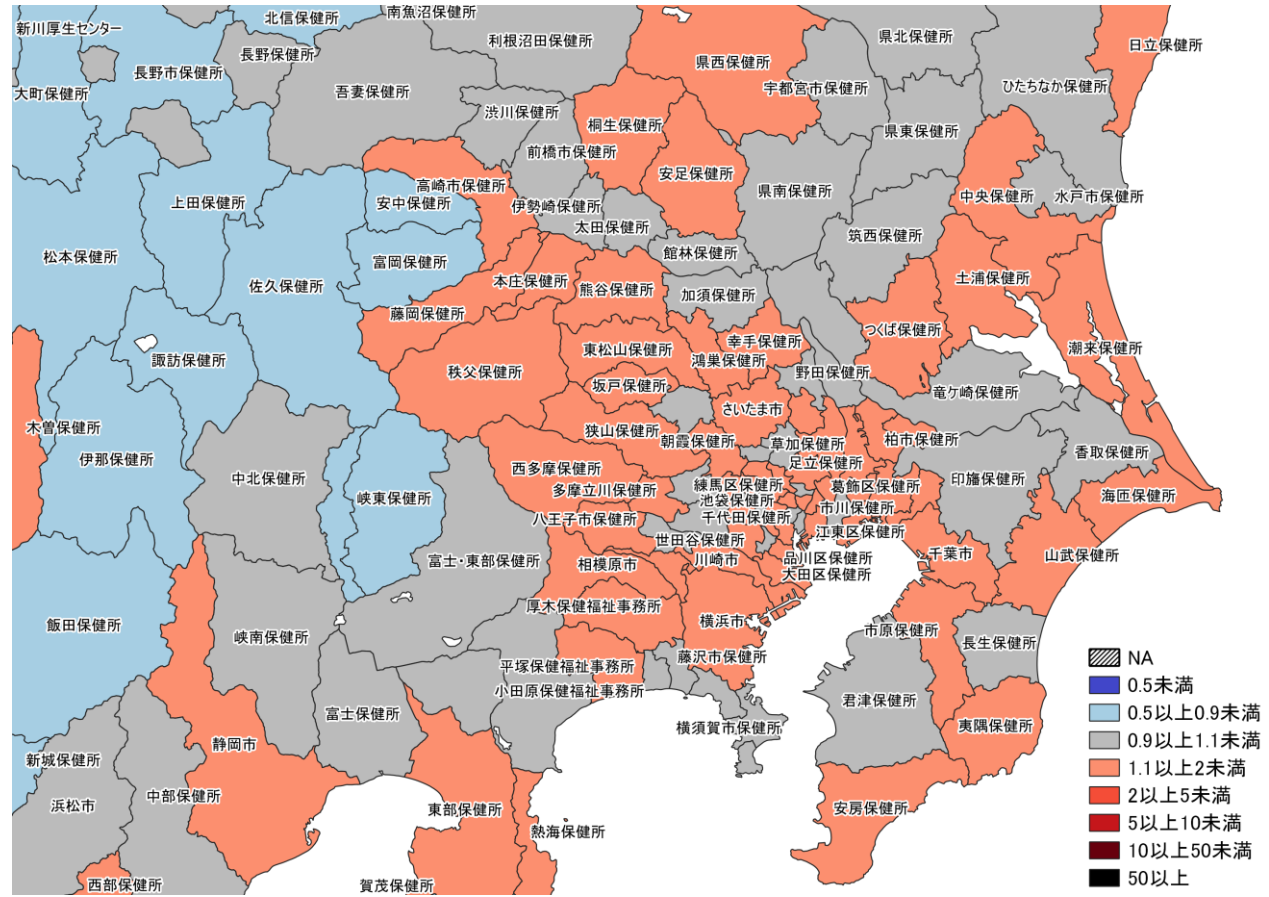 新川厚生センター
北信保健所
南魚沼保健所
利根沼田保健所
県北保健所
日立保健所
長野保健所
長野市保健所
大町保健所
吾妻保健所
県西保健所
宇都宮市保健所
ひたちなか保健所
渋川保健所
桐生保健所
県東保健所
前橋市保健所
安足保健所
県南保健所
高崎市保健所
上田保健所
安中保健所
伊勢崎保健所
太田保健所
中央保健所
水戸市保健所
筑西保健所
松本保健所
富岡保健所
館林保健所
佐久保健所
本庄保健所
熊谷保健所
加須保健所
土浦保健所
藤岡保健所
つくば保健所
幸手保健所
東松山保健所
鴻巣保健所
潮来保健所
諏訪保健所
秩父保健所
野田保健所
坂戸保健所
竜ケ崎保健所
さいたま市
木曽保健所
狭山保健所
朝霞保健所
草加保健所
柏市保健所
香取保健所
伊那保健所
中北保健所
西多摩保健所
足立保健所
印旛保健所
峡東保健所
多摩立川保健所
練馬区保健所
葛飾区保健所
海匝保健所
池袋保健所
市川保健所
八王子市保健所
千代田保健所
江東区保健所
世田谷保健所
富士・東部保健所
相模原市
川崎市
品川区保健所
大田区保健所
千葉市
山武保健所
厚木保健福祉事務所
横浜市
飯田保健所
峡南保健所
市原保健所
長生保健所
藤沢市保健所
平塚保健福祉事務所
小田原保健福祉事務所
君津保健所
富士保健所
夷隅保健所
横須賀市保健所
静岡市
新城保健所
中部保健所
浜松市
東部保健所
安房保健所
熱海保健所
西部保健所
賀茂保健所
NA
0.5未満
0.5以上0.9未満
0.9以上1.1未満
1.1以上2未満
2以上5未満
5以上10未満
10以上50未満
50以上